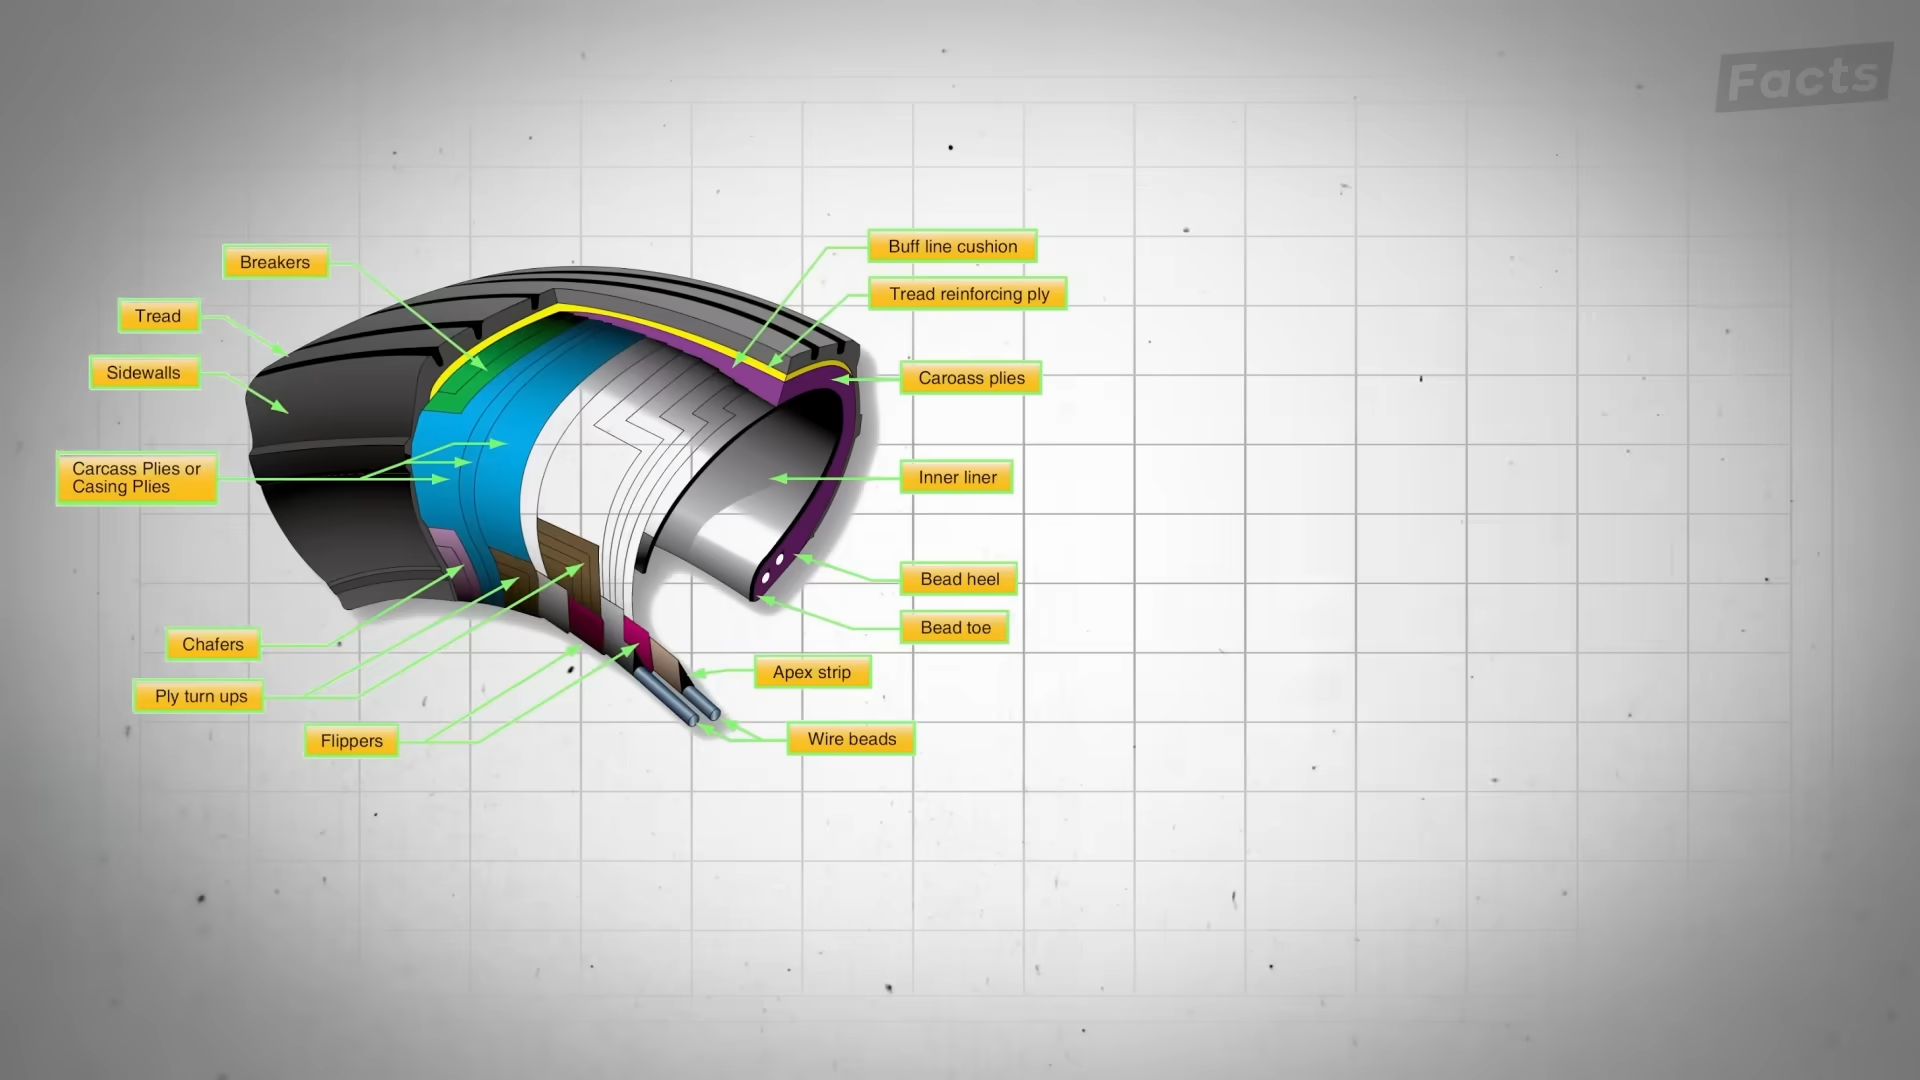 Facts
Breakers
Tread
Sidewalls
Carcass Plies or
Casing Plies
Chafers
Ply turn ups
Flippers
Buff line cushion
Tread reinforcing ply
Caroass plies
Inner liner
Bead heel
Bead toe
Apex strip
Wire beads